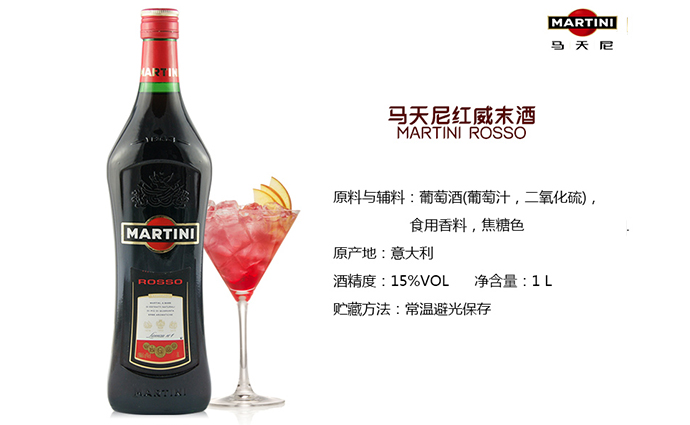 MARTINI
马天尼
马天尼红威末酒
MARTINI ROSSO
原料与辅料：葡萄酒(葡萄汁，二氧化硫)，
食用香料，焦糖色
原产地：意大利
酒精度：15%VOL 净含量：1 L
贮藏方法：常温避光保存
MARTINI
MARTINI
ROSSO